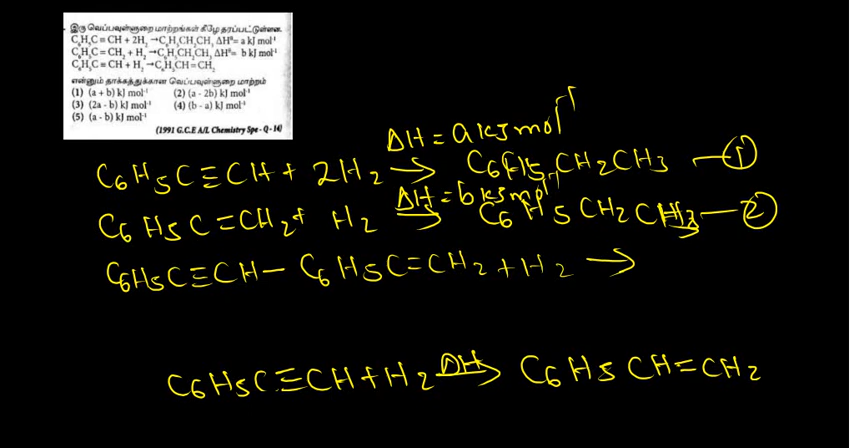 இரு வெப்பவுள்ளுறை மாற்றங்கள் கீழே தரப்பட்டுள்ளன.
C₆H₅C≡CH + 2H₂ →C₆H₅CH₂CH₃ ΔH⁰= a kJ mol⁻¹
C₆H₅C=CH₂ + H₂ →C₆H₅CH₂CH₃ ΔH⁰= b kJ mol⁻¹
C₆H₅C≡CH + H₂ →C₆H₅CH=CH₂
என்னும் தாக்கத்துக்கான வெப்பவுள்ளுறை மாற்றம்
(1) (a + b) kJ mol⁻¹ (2) (a - 2b) kJ mol⁻¹
(3) (2a - b) kJ mol⁻¹ (4) (b - a) kJ mol⁻¹
(5) (a - b) kJ mol⁻¹
(1991 G.C.E A/L Chemistry Spe - Q - 14)
ΔH = a kJ mol⁻¹
C6H5C≡CH + 2H2 → C6H5CH2CH3 — ①
ΔH = b kJ mol⁻¹
C6H5C=CH2 + H2 → C6H5CH2CH3 — ②
C6H5C≡CH — C6H5C=CH2 + H2 →
C6H5C≡CH + H2 ΔH→ C6H5CH=CH2